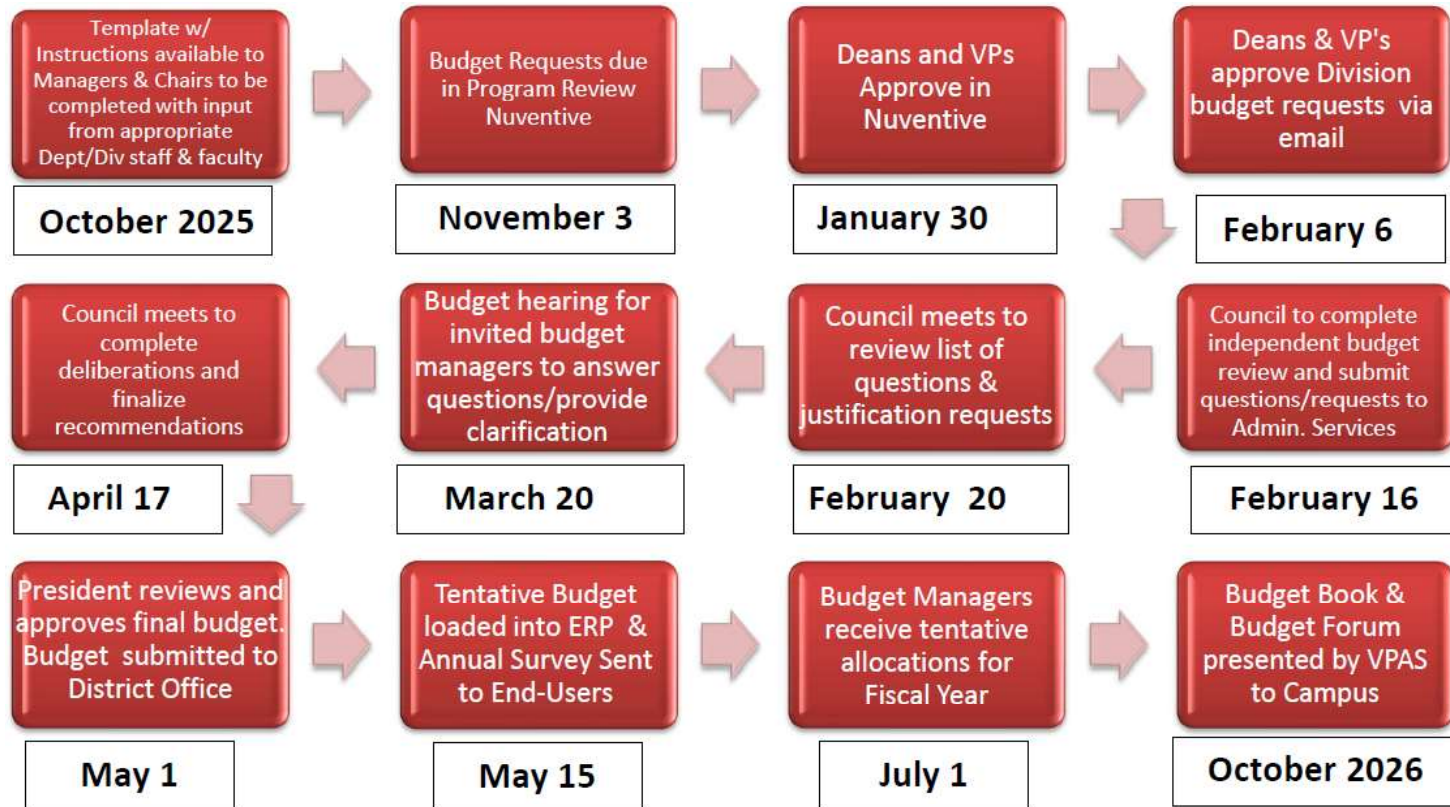 Template w/
Instructions available to
Managers & Chairs to be
completed with input
from appropriate
Dept/Div staff & faculty
October 2025
Budget Requests due
in Program Review
Nuventive
November 3
Deans and VPs
Approve in
Nuventive
January 30
Deans & VP's
approve Division
budget requests via
email
February 6
Council to complete
independent budget
review and submit
questions/requests to
Admin. Services
February 16
Council meets to
review list of
questions &
justification requests
February 20
Budget hearing for
invited budget
managers to answer
questions/provide
clarification
March 20
Council meets to
complete
deliberations and
finalize
recommendations
April 17
President reviews and
approves final budget.
Budget submitted to
District Office
May 1
Tentative Budget
loaded into ERP &
Annual Survey Sent
to End-Users
May 15
Budget Managers
receive tentative
allocations for
Fiscal Year
July 1
Budget Book &
Budget Forum
presented by VPAS
to Campus
October 2026